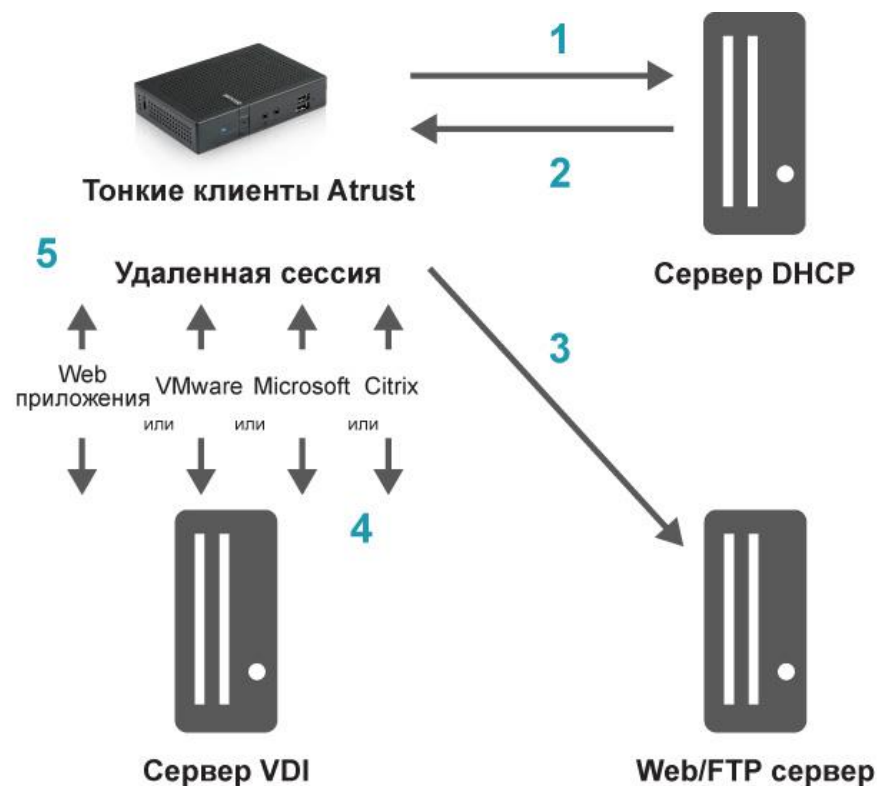 1
2
Тонкие клиенты Atrust
Сервер DHCP
5
Удаленная сессия
3
Web
приложения
или
VMware
или
Microsoft
или
Citrix
4
Сервер VDI
Web/FTP сервер